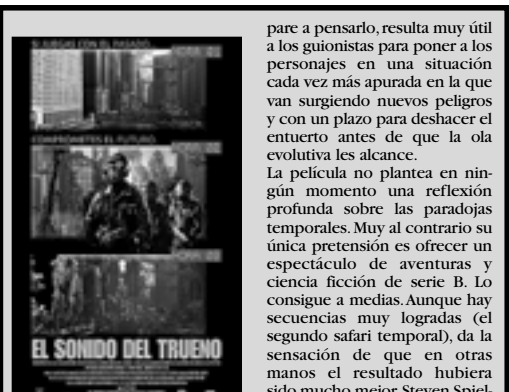 SI JUEGAS CON EL PASADO...
COMPROMETES EL FUTURO
EL SONIDO DEL TRUENO
pare a pensarlo, resulta muy útil
a los guionistas para poner a los
personajes en una situación
cada vez más apurada en la que
van surgiendo nuevos peligros
y con un plazo para deshacer el
entuerto antes de que la ola
evolutiva les alcance.
La película no plantea en nin-
gún momento una reflexión
profunda sobre las paradojas
temporales. Muy al contrario su
única pretensión es ofrecer un
espectáculo de aventuras y
ciencia ficción de serie B. Lo
consigue a medias. Aunque hay
secuencias muy logradas (el
segundo safari temporal), da la
sensación de que en otras
manos el resultado hubiera
sido mucho mejor. Steven Spiel-